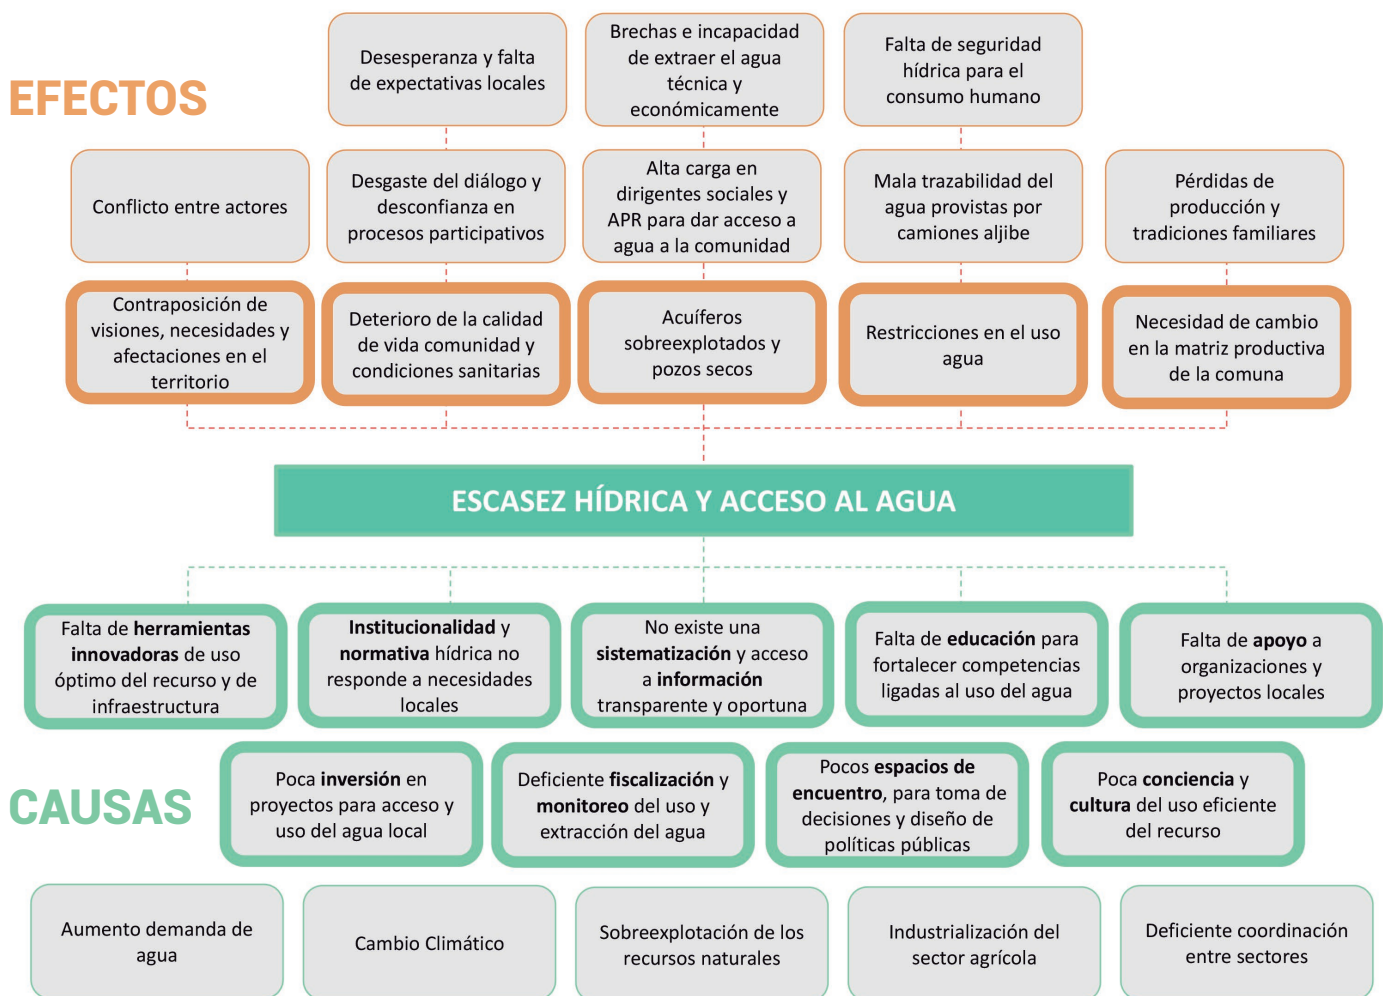 EFECTOS
Desesperanza y falta
de expectativas locales
Brechas e incapacidad
de extraer el agua
técnica y
económicamente
Falta de seguridad
hídrica para el
consumo humano
Conflicto entre actores
Desgaste del diálogo y
desconfianza en
procesos participativos
Alta carga en
dirigentes sociales y
APR para dar acceso a
agua a la comunidad
Mala trazabilidad del
agua provistas por
camiones aljibe
Pérdidas de
producción y
tradiciones familiares
Contraposición de
visiones, necesidades y
afectaciones en el
territorio
Deterioro de la calidad
de vida comunidad y
condiciones sanitarias
Acuíferos
sobreexplotados y
pozos secos
Restricciones en el uso
agua
Necesidad de cambio
en la matriz productiva
de la comuna
ESCASEZ HÍDRICA Y ACCESO AL AGUA
Falta de herramientas
innovadoras de uso
óptimo del recurso y de
infraestructura
Institucionalidad y
normativa hídrica no
responde a necesidades
locales
No existe una
sistematización y acceso
a información
transparente y oportuna
Falta de educación para
fortalecer competencias
ligadas al uso del agua
Falta de apoyo a
organizaciones y
proyectos locales
CAUSAS
Poca inversión en
proyectos para acceso y
uso del agua local
Deficiente fiscalización y
monitoreo del uso y
extracción del agua
Pocos espacios de
encuentro, para toma de
decisiones y diseño de
políticas públicas
Poca conciencia y
cultura del uso eficiente
del recurso
Aumento demanda de
agua
Cambio Climático
Sobreexplotación de los
recursos naturales
Industrialización del
sector agrícola
Deficiente coordinación
entre sectores